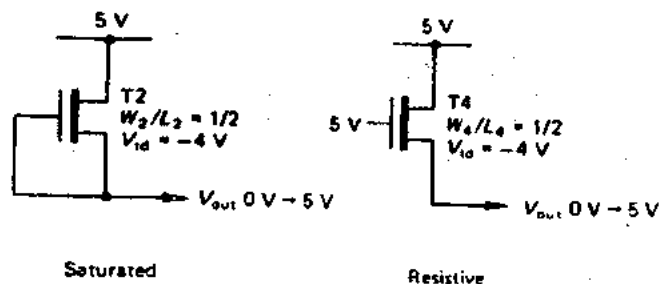 5 V
T2
W₂/L₂ = 1/2
Vtd = −4 V
Vout 0 V → 5 V
Saturated
5 V
5 V
T4
W₄/L₄ = 1/2
Vtd = −4 V
Vout 0 V → 5 V
Resistive